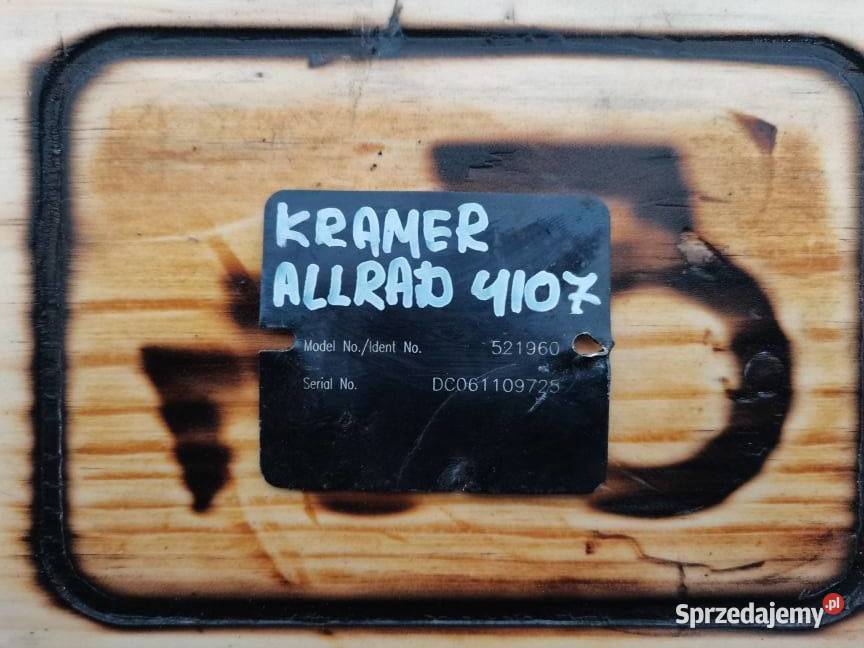 KRAMER
ALLRAD 4107
Model No./Ident No. 521960
Serial No. DC061109725
Sprzedajemy.pl